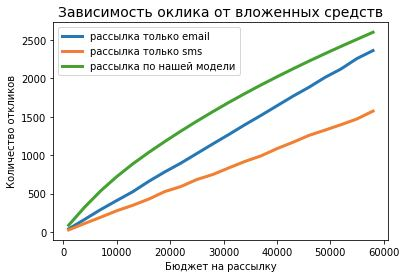 Зависимость оклика от вложенных средств
рассылка только email
рассылка только sms
рассылка по нашей модели
Количество откликов
2500
2000
1500
1000
500
0
0 10000 20000 30000 40000 50000 60000
Бюджет на рассылку